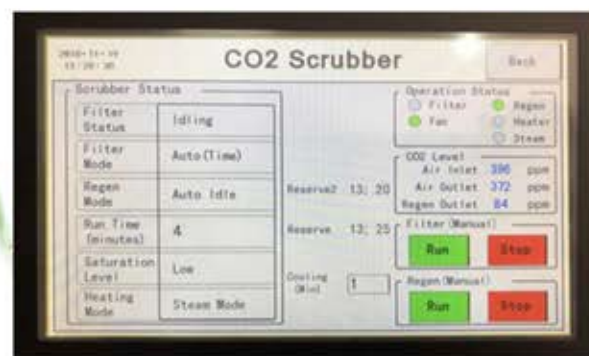 CO2 Scrubber
Back
Scrubber Status
Filter Status
Idling
Filter Mode
Auto(Time)
Regen Mode
Auto Idle
Run Time (minutes)
4
Saturation Level
Low
Heating Mode
Steam Mode
Reserve2 13; 20
Reserve 13; 25
Cooling (Min)
1
Operation Status
Filter
Regen
Fan
Heater
Steam
CO2 Level
Air Inlet 396 ppm
Air Outlet 372 ppm
Regen Outlet 84 ppm
Filter(Manual)
Run
Stop
Regen(Manual)
Run
Stop